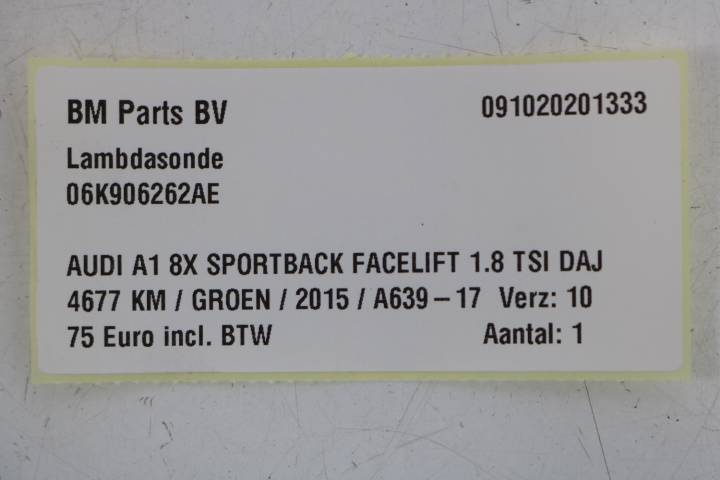 BM Parts BV 091020201333
Lambdasonde
06K906262AE
AUDI A1 8X SPORTBACK FACELIFT 1.8 TSI DAJ
4677 KM / GROEN / 2015 / A639-17 Verz: 10
75 Euro incl. BTW Aantal: 1